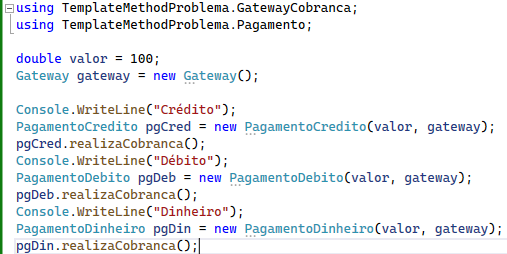 using TemplateMethodProblema.GatewayCobranca;
using TemplateMethodProblema.Pagamento;
double valor = 100;
Gateway gateway = new Gateway();
Console.WriteLine("Crédito");
PagamentoCredito pgCred = new PagamentoCredito(valor, gateway);
pgCred.realizaCobranca();
Console.WriteLine("Débito");
PagamentoDebito pgDeb = new PagamentoDebito(valor, gateway);
pgDeb.realizaCobranca();
Console.WriteLine("Dinheiro");
PagamentoDinheiro pgDin = new PagamentoDinheiro(valor, gateway);
pgDin.realizaCobranca();